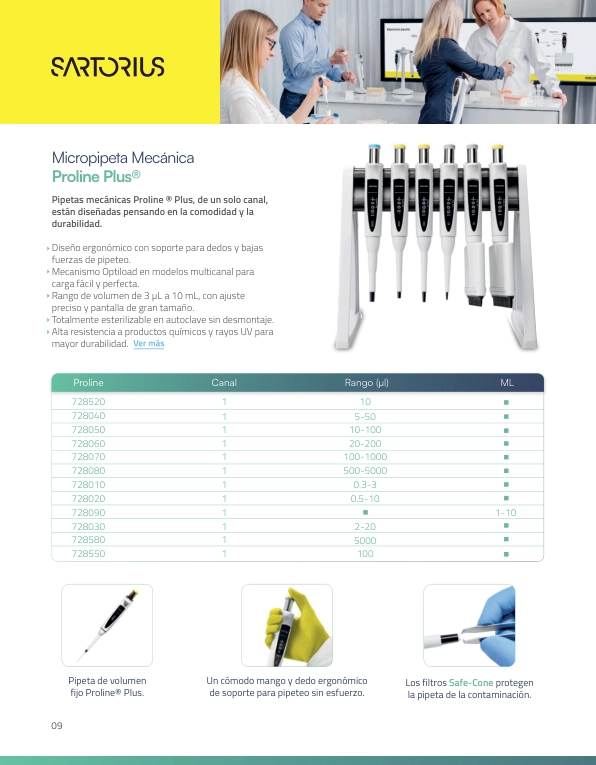 SARTORIUS
Micropipeta Mecánica
Proline Plus®
Pipetas mecánicas Proline ® Plus, de un solo canal,
están diseñadas pensando en la comodidad y la
durabilidad.
Diseño ergonómico con soporte para dedos y bajas
fuerzas de pipeteo.
Mecanismo Optiload en modelos multicanal para
carga fácil y perfecta.
Rango de volumen de 3 µL a 10 mL, con ajuste
preciso y pantalla de gran tamaño.
Totalmente esterilizable en autoclave sin desmontaje.
Alta resistencia a productos químicos y rayos UV para
mayor durabilidad. Ver más
Proline Canal Rango (µl) ML
728520 1 10 ■
728040 1 5-50 ■
728050 1 10-100 ■
728060 1 20-200 ■
728070 1 100-1000 ■
728080 1 500-5000 ■
728010 1 0.3-3 ■
728020 1 0.5-10 ■
728090 1 ■ 1-10
728030 1 2-20 ■
728580 1 5000 ■
728550 1 100 ■
Pipeta de volumen
fijo Proline® Plus.
Un cómodo mango y dedo ergonómico
de soporte para pipeteo sin esfuerzo.
Los filtros Safe-Cone protegen
la pipeta de la contaminación.
09